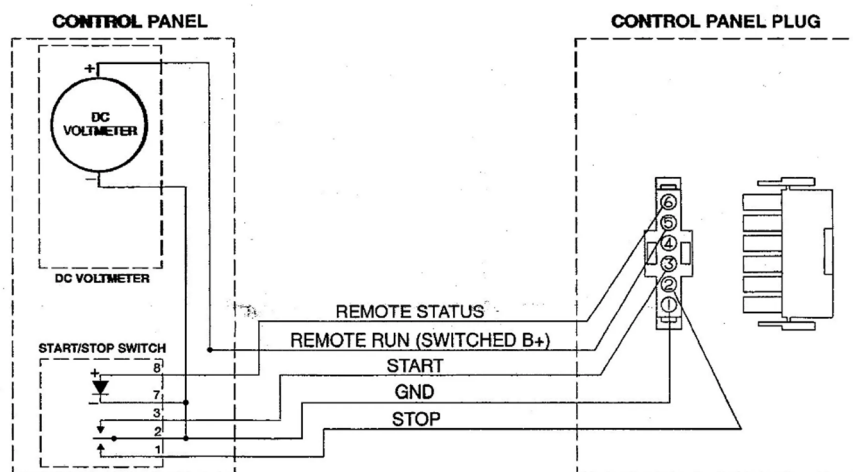 CONTROL PANEL
CONTROL PANEL PLUG
+
DC
VOLTMETER
−
DC VOLTMETER
6
5
4
3
2
1
REMOTE STATUS
REMOTE RUN (SWITCHED B+)
START/STOP SWITCH
START
+
8
GND
−
7
3
STOP
2
1